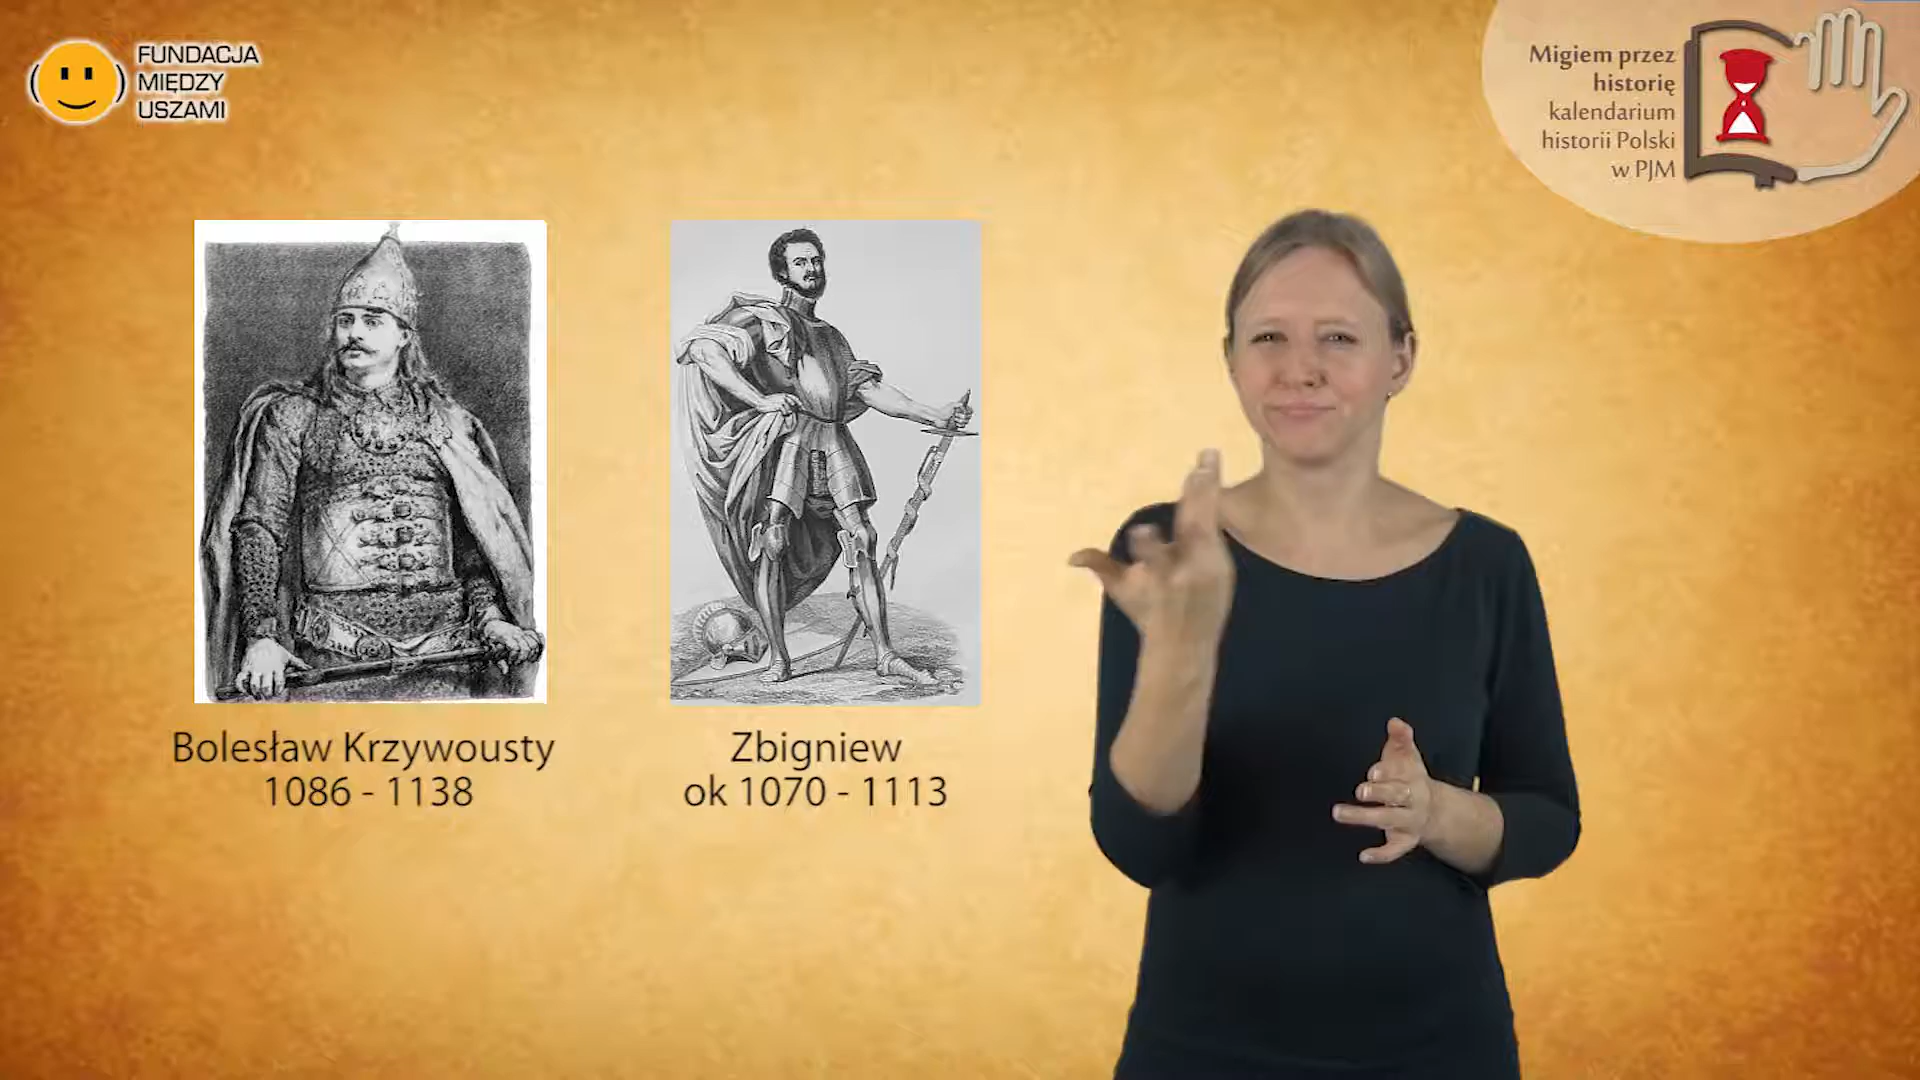 FUNDACJA
MIĘDZY
USZAMI
Migiem przez
historię
kalendarium
historii Polski
w PJM
Bolesław Krzywousty
1086 - 1138
Zbigniew
ok 1070 - 1113